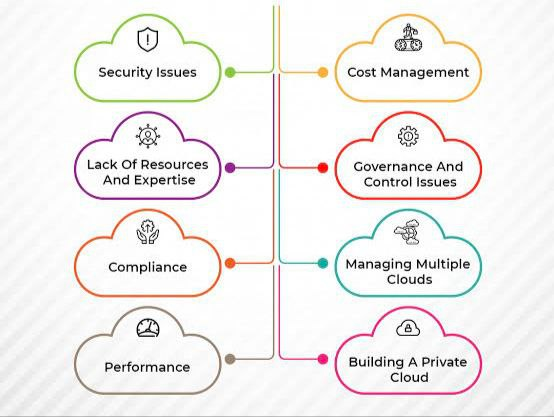 Security Issues
Cost Management
Lack Of Resources
And Expertise
Governance And
Control Issues
Compliance
Managing Multiple
Clouds
Performance
Building A Private
Cloud